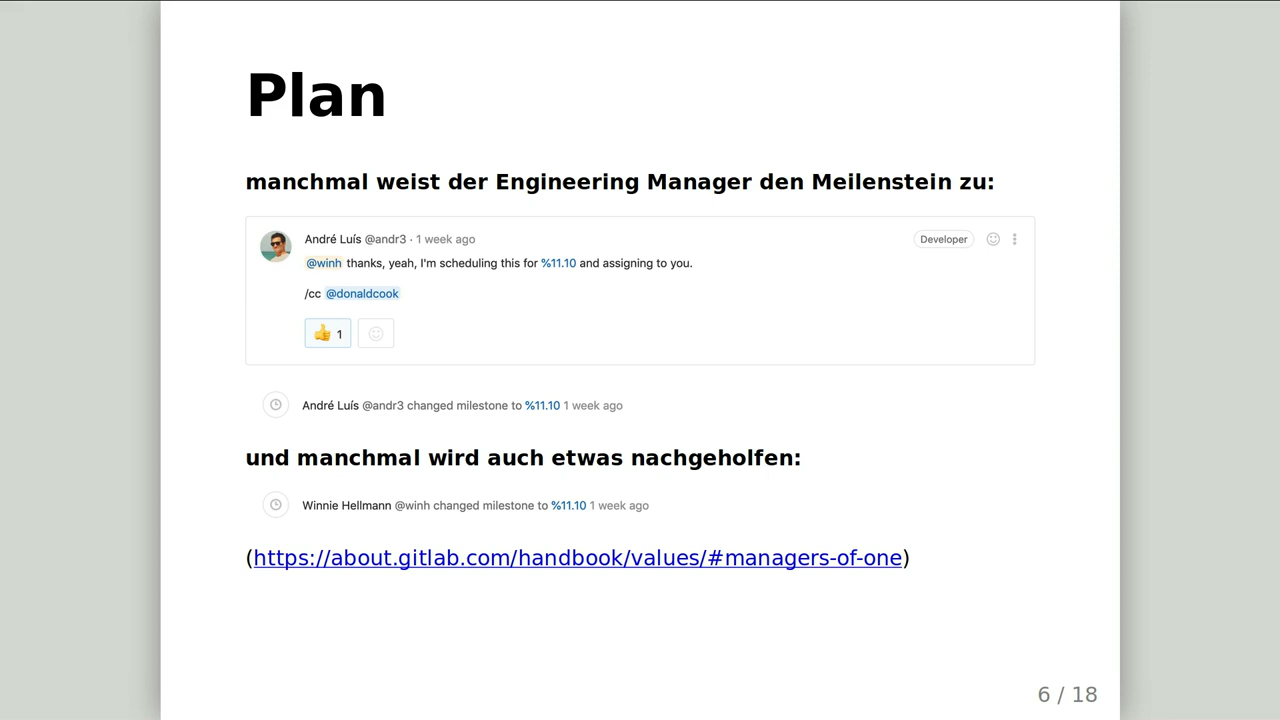 Plan
manchmal weist der Engineering Manager den Meilenstein zu:
André Luís @andr3 · 1 week ago Developer
@winh thanks, yeah, I'm scheduling this for %11.10 and assigning to you.
/cc @donaldcook
👍 1
André Luís @andr3 changed milestone to %11.10 1 week ago
und manchmal wird auch etwas nachgeholfen:
Winnie Hellmann @winh changed milestone to %11.10 1 week ago
(https://about.gitlab.com/handbook/values/#managers-of-one)
6 / 18